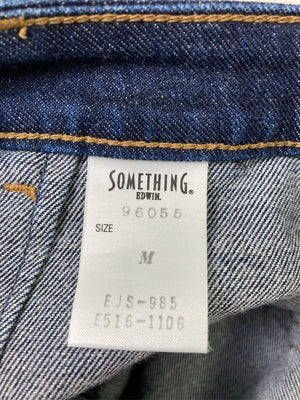 SOMETHING®
EDWIN.
96055
SIZE
M
EJS-985
E516-1106